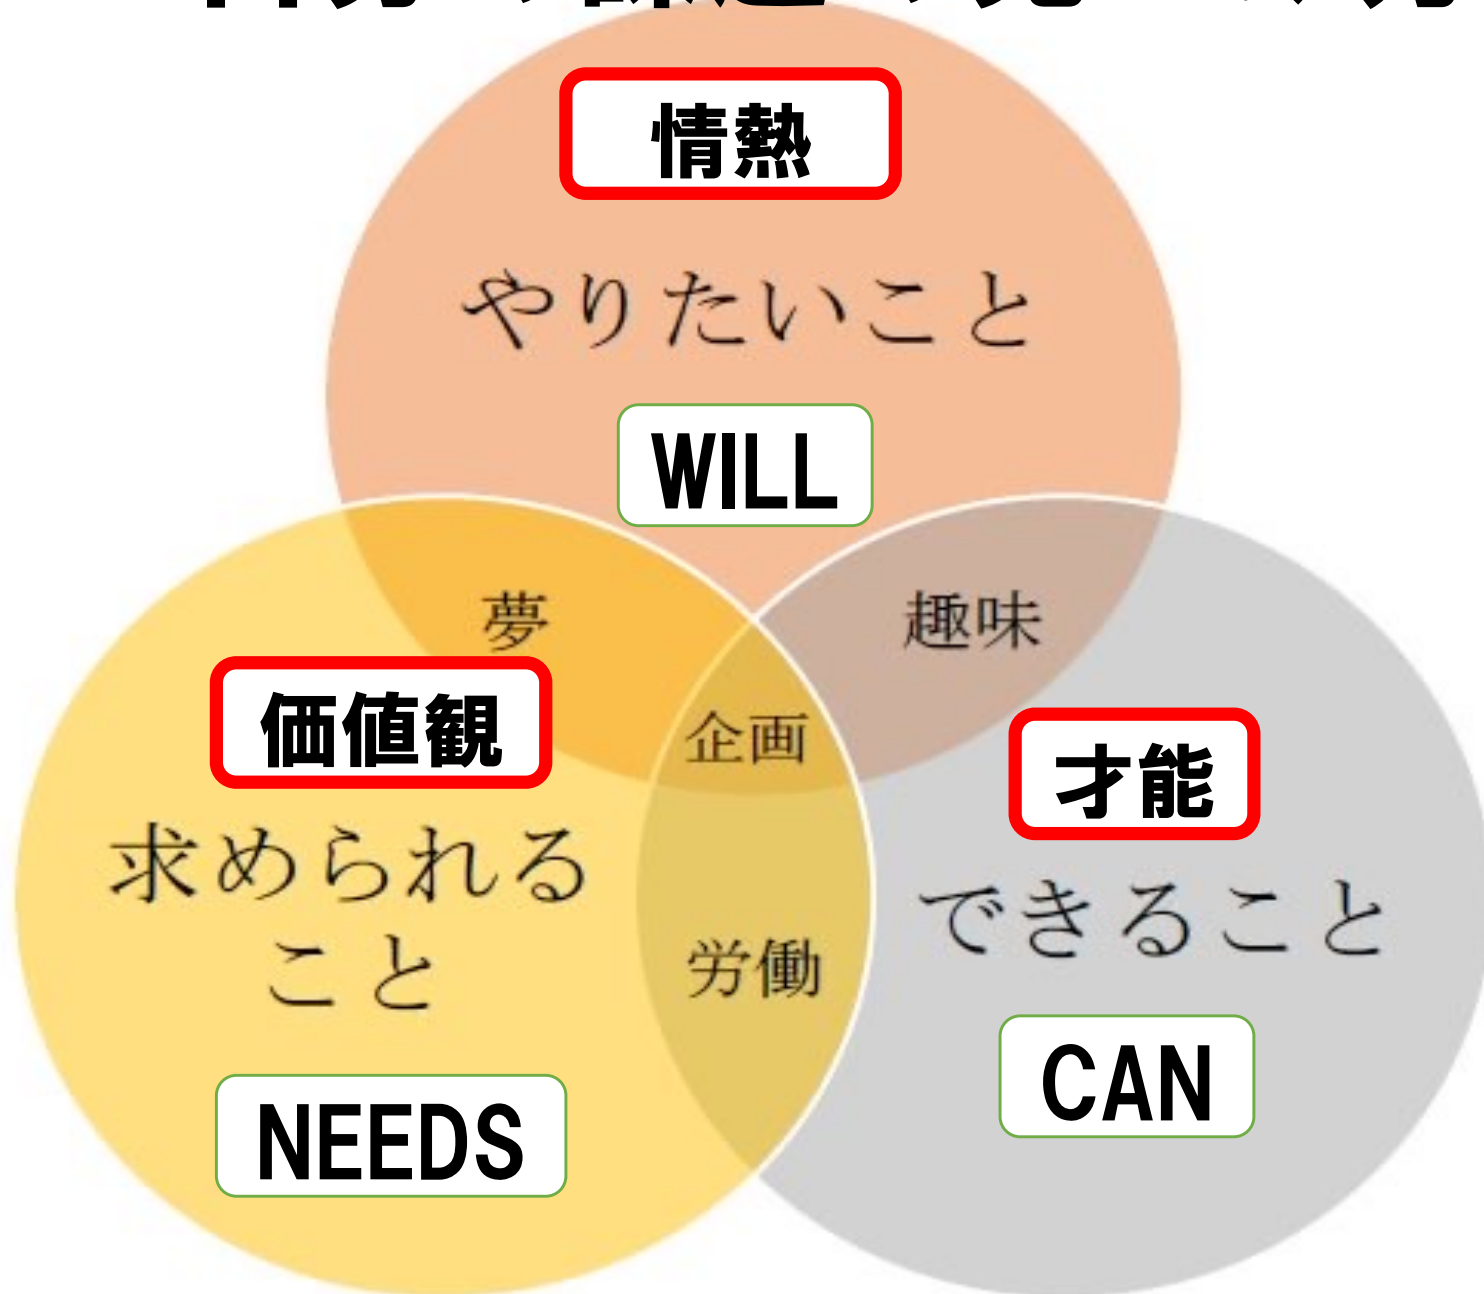 情熱
やりたいこと
WILL
夢
趣味
価値観
企画
才能
求められる
こと
できること
労働
CAN
NEEDS